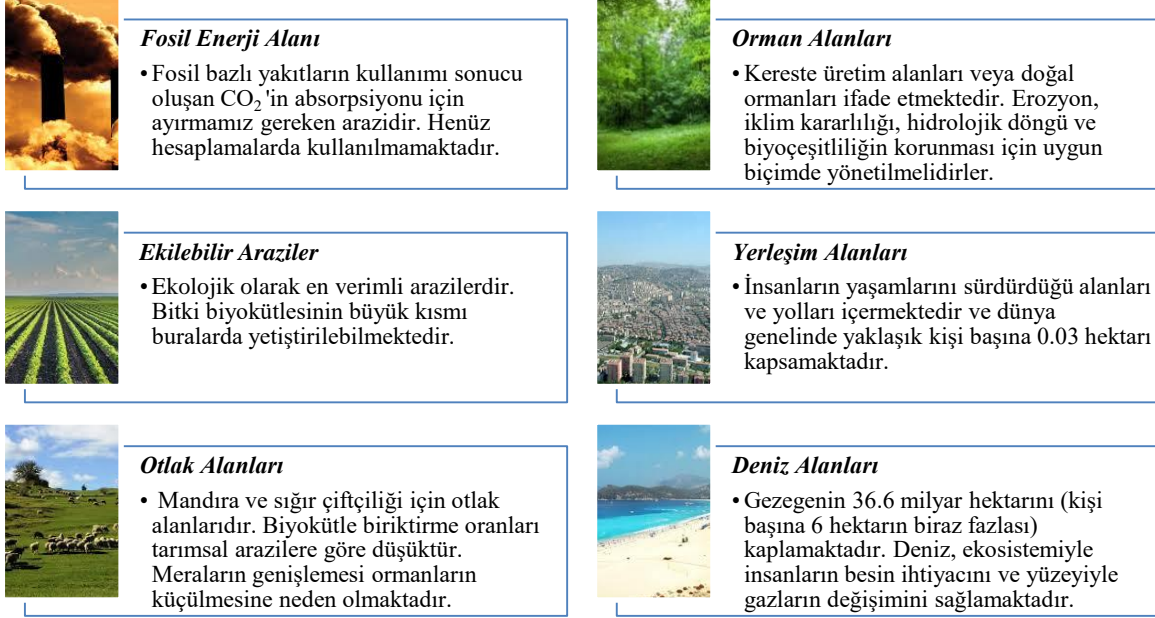 Fosil Enerji Alanı
• Fosil bazlı yakıtların kullanımı sonucu
oluşan CO₂'in absorpsiyonu için
ayırmamız gereken arazidir. Henüz
hesaplamalarda kullanılmamaktadır.
Orman Alanları
• Kereste üretim alanları veya doğal
ormanları ifade etmektedir. Erozyon,
iklim kararlılığı, hidrolojik döngü ve
biyoçeşitliliğin korunması için uygun
biçimde yönetilmelidirler.
Ekilebilir Araziler
• Ekolojik olarak en verimli arazilerdir.
Bitki biyokütlesinin büyük kısmı
buralarda yetiştirilebilmektedir.
Yerleşim Alanları
• İnsanların yaşamlarını sürdürdüğü alanları
ve yolları içermektedir ve dünya
genelinde yaklaşık kişi başına 0.03 hektarı
kapsamaktadır.
Otlak Alanları
• Mandıra ve sığır çiftçiliği için otlak
alanlarıdır. Biyokütle biriktirme oranları
tarımsal arazilere göre düşüktür.
Meraların genişlemesi ormanların
küçülmesine neden olmaktadır.
Deniz Alanları
• Gezegenin 36.6 milyar hektarını (kişi
başına 6 hektarın biraz fazlası)
kaplamaktadır. Deniz, ekosistemiyle
insanların besin ihtiyacını ve yüzeyiyle
gazların değişimini sağlamaktadır.